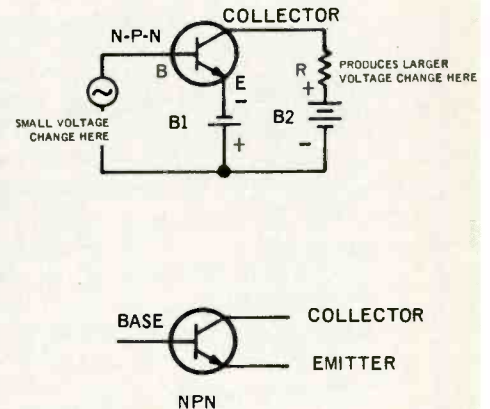 COLLECTOR
N-P-N
B
E
-
B1
+
R
+
B2
-
PRODUCES LARGER
VOLTAGE CHANGE HERE
SMALL VOLTAGE
CHANGE HERE
BASE
COLLECTOR
EMITTER
NPN